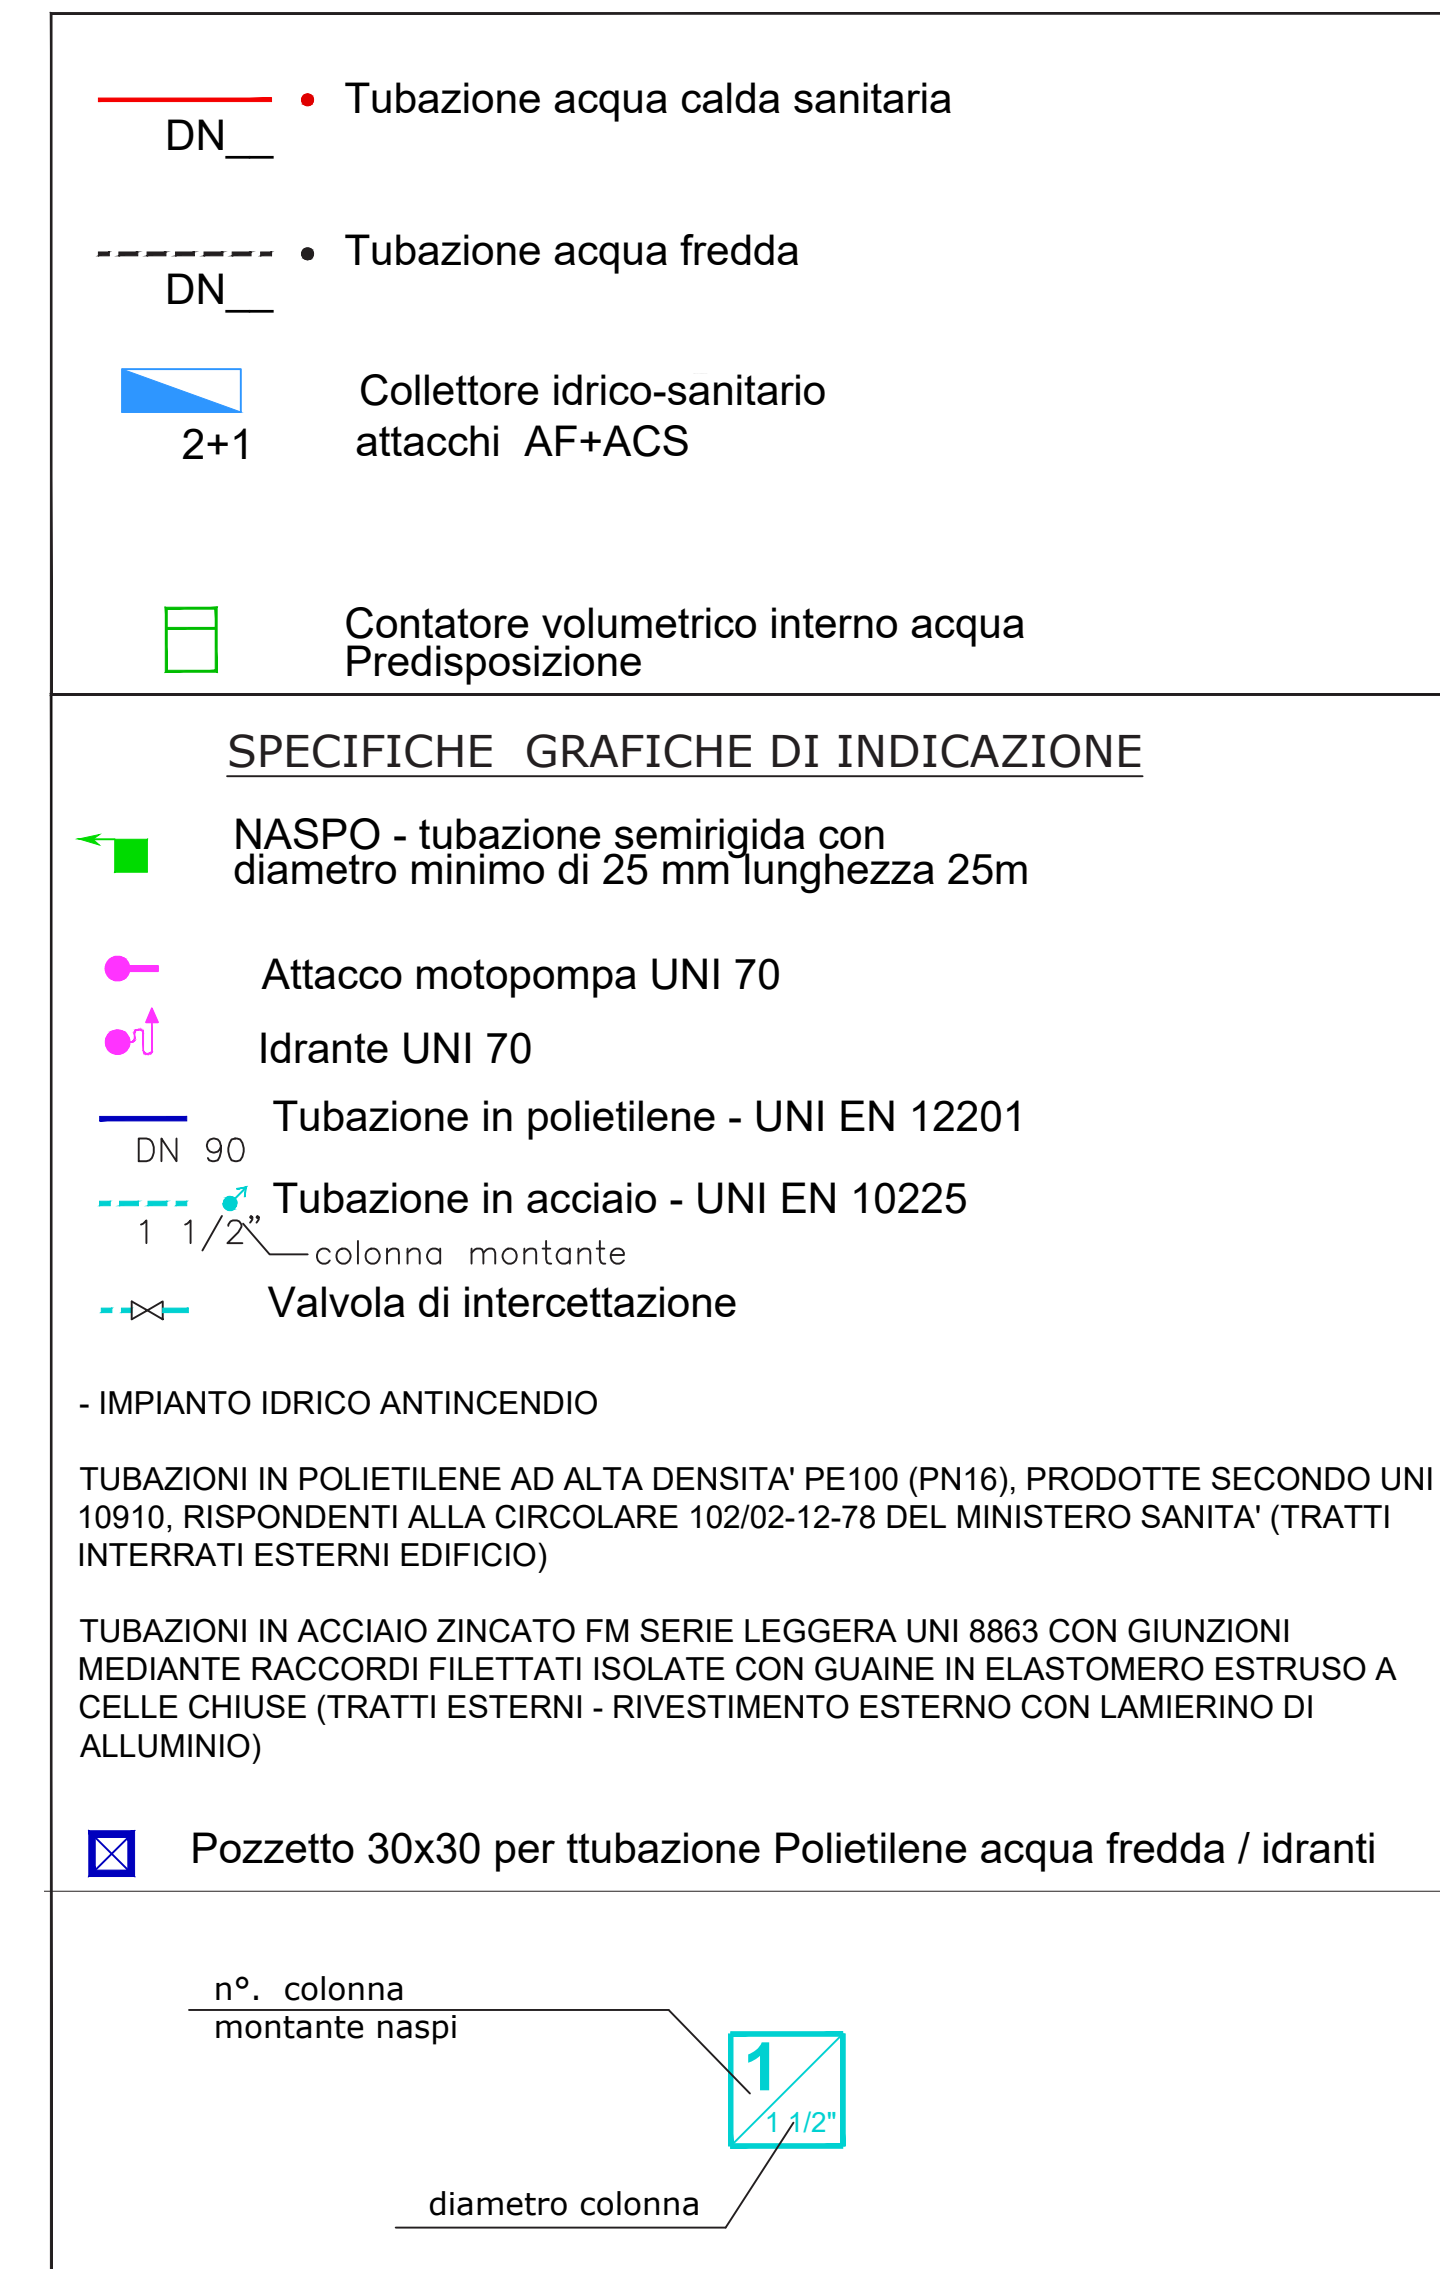 Tubazione acqua calda sanitaria
DN__
Tubazione acqua fredda
DN__
Collettore idrico-sanitario
2+1 attacchi AF+ACS
Contatore volumetrico interno acqua
Predisposizione
SPECIFICHE GRAFICHE DI INDICAZIONE
NASPO - tubazione semirigida con
diametro minimo di 25 mm lunghezza 25m
Attacco motopompa UNI 70
Idrante UNI 70
Tubazione in polietilene - UNI EN 12201
DN 90
Tubazione in acciaio - UNI EN 10225
1 1/2"
colonna montante
Valvola di intercettazione
- IMPIANTO IDRICO ANTINCENDIO
TUBAZIONI IN POLIETILENE AD ALTA DENSITA' PE100 (PN16), PRODOTTE SECONDO UNI
10910, RISPONDENTI ALLA CIRCOLARE 102/02-12-78 DEL MINISTERO SANITA' (TRATTI
INTERRATI ESTERNI EDIFICIO)
TUBAZIONI IN ACCIAIO ZINCATO FM SERIE LEGGERA UNI 8863 CON GIUNZIONI
MEDIANTE RACCORDI FILETTATI ISOLATE CON GUAINE IN ELASTOMERO ESTRUSO A
CELLE CHIUSE (TRATTI ESTERNI - RIVESTIMENTO ESTERNO CON LAMIERINO DI
ALLUMINIO)
Pozzetto 30x30 per ttubazione Polietilene acqua fredda / idranti
n°. colonna
montante naspi
1
1 1/2"
diametro colonna